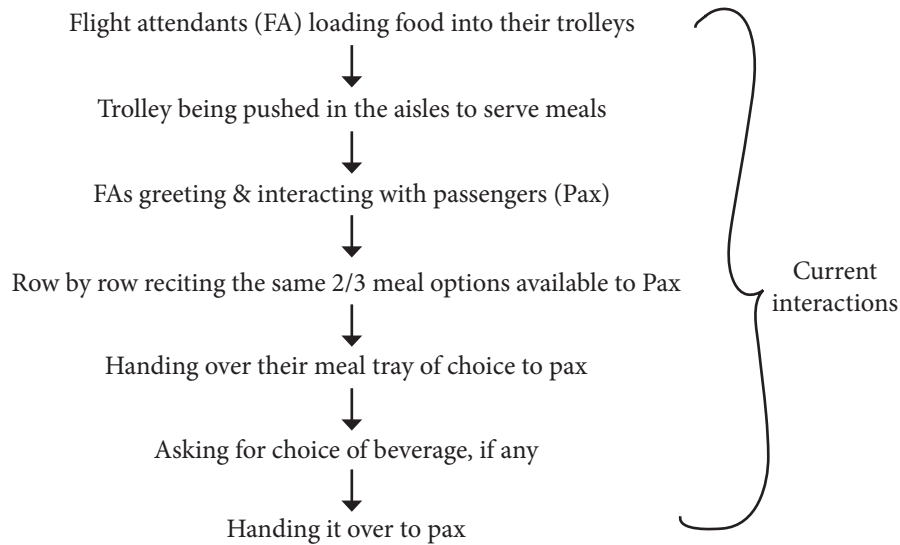 Flight attendants (FA) loading food into their trolleys
Trolley being pushed in the aisles to serve meals
FAs greeting & interacting with passengers (Pax)
Row by row reciting the same 2/3 meal options available to Pax
Handing over their meal tray of choice to pax
Asking for choice of beverage, if any
Handing it over to pax
Current
interactions